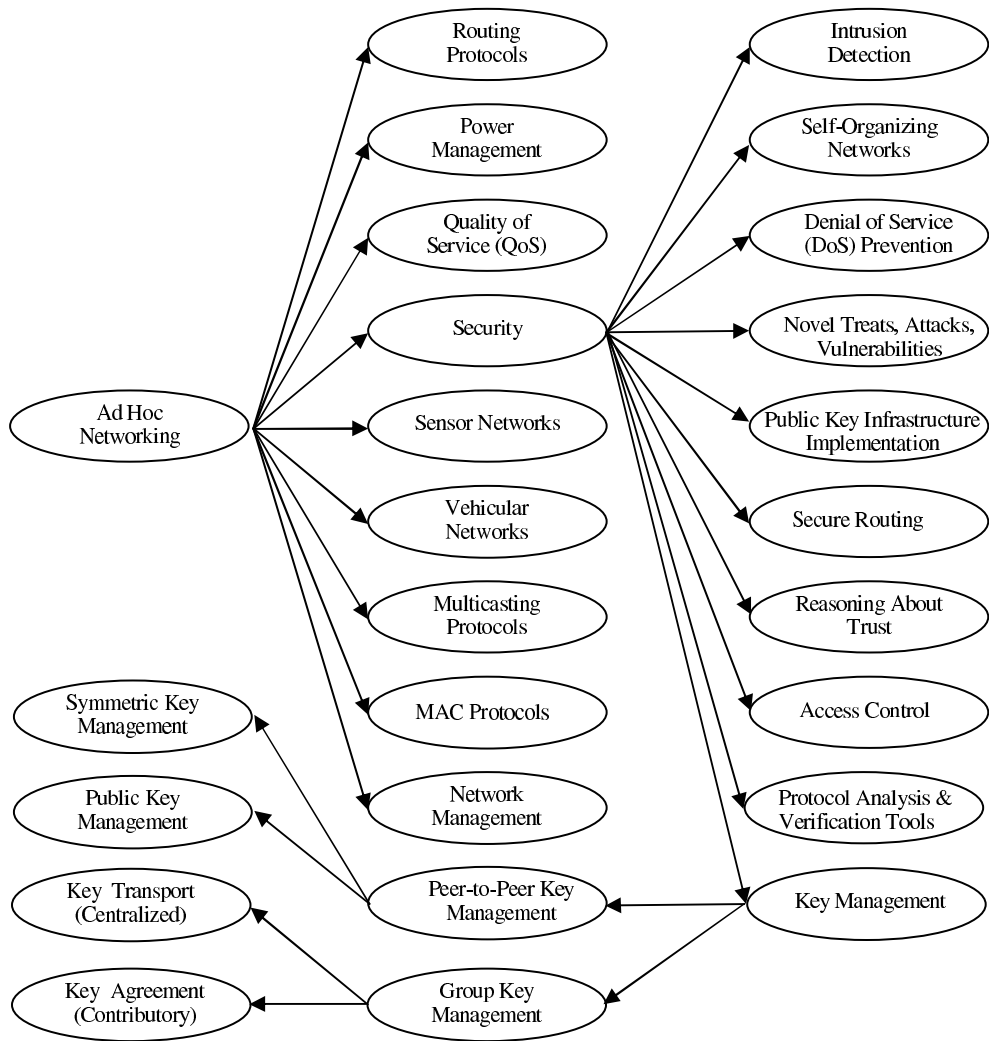 Routing
Protocols
Intrusion
Detection
Power
Management
Self-Organizing
Networks
Quality of
Service (QoS)
Denial of Service
(DoS) Prevention
Security
Novel Treats, Attacks,
Vulnerabilities
Ad Hoc
Networking
Sensor Networks
Public Key Infrastructure
Implementation
Vehicular
Networks
Secure Routing
Multicasting
Protocols
Reasoning About
Trust
Symmetric Key
Management
MAC Protocols
Access Control
Public Key
Management
Network
Management
Protocol Analysis &
Verification Tools
Key Transport
(Centralized)
Peer-to-Peer Key
Management
Key Management
Key Agreement
(Contributory)
Group Key
Management